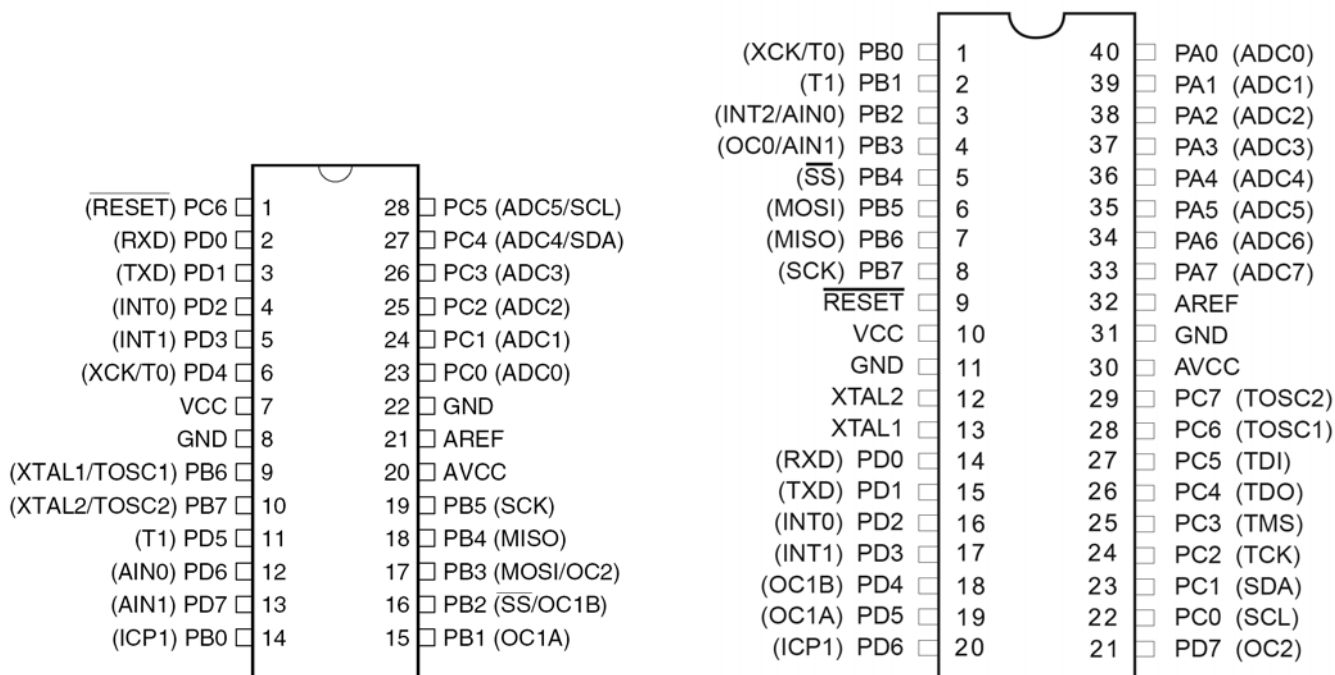 (RESET) PC6 1 28 PC5 (ADC5/SCL)
(RXD) PD0 2 27 PC4 (ADC4/SDA)
(TXD) PD1 3 26 PC3 (ADC3)
(INT0) PD2 4 25 PC2 (ADC2)
(INT1) PD3 5 24 PC1 (ADC1)
(XCK/T0) PD4 6 23 PC0 (ADC0)
VCC 7 22 GND
GND 8 21 AREF
(XTAL1/TOSC1) PB6 9 20 AVCC
(XTAL2/TOSC2) PB7 10 19 PB5 (SCK)
(T1) PD5 11 18 PB4 (MISO)
(AIN0) PD6 12 17 PB3 (MOSI/OC2)
(AIN1) PD7 13 16 PB2 (SS/OC1B)
(ICP1) PB0 14 15 PB1 (OC1A)
(XCK/T0) PB0 1 40 PA0 (ADC0)
(T1) PB1 2 39 PA1 (ADC1)
(INT2/AIN0) PB2 3 38 PA2 (ADC2)
(OC0/AIN1) PB3 4 37 PA3 (ADC3)
(SS) PB4 5 36 PA4 (ADC4)
(MOSI) PB5 6 35 PA5 (ADC5)
(MISO) PB6 7 34 PA6 (ADC6)
(SCK) PB7 8 33 PA7 (ADC7)
RESET 9 32 AREF
VCC 10 31 GND
GND 11 30 AVCC
XTAL2 12 29 PC7 (TOSC2)
XTAL1 13 28 PC6 (TOSC1)
(RXD) PD0 14 27 PC5 (TDI)
(TXD) PD1 15 26 PC4 (TDO)
(INT0) PD2 16 25 PC3 (TMS)
(INT1) PD3 17 24 PC2 (TCK)
(OC1B) PD4 18 23 PC1 (SDA)
(OC1A) PD5 19 22 PC0 (SCL)
(ICP1) PD6 20 21 PD7 (OC2)